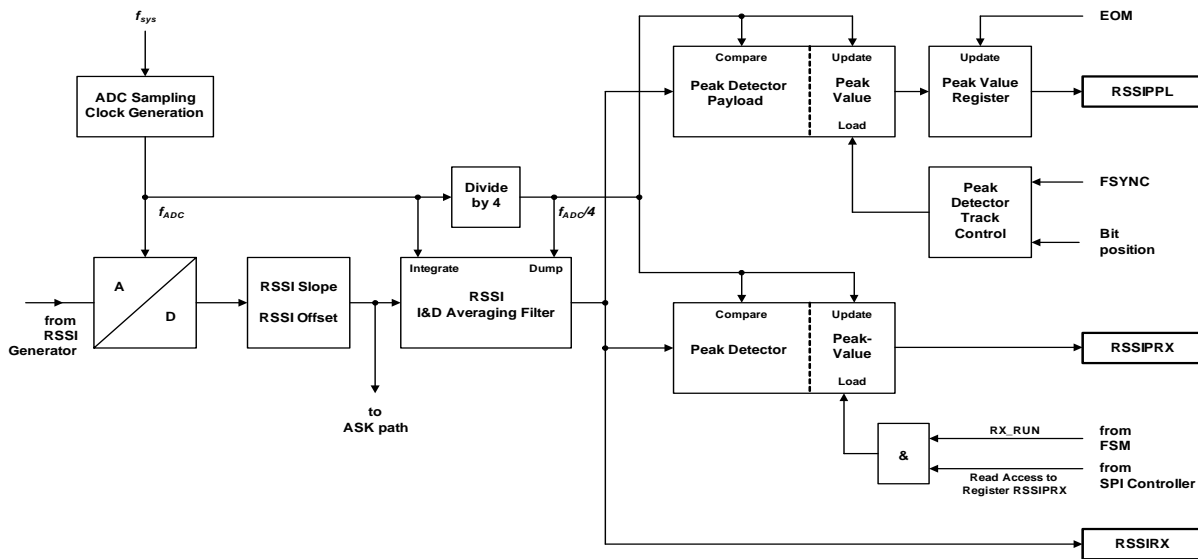 fsys
ADC Sampling
Clock Generation
EOM
Compare
Update
Update
Peak Detector
Payload
Peak
Value
Peak Value
Register
RSSIPPL
Load
Divide
by 4
Peak
Detector
Track
Control
FSYNC
Bit
position
fADC
fADC/4
A
D
from
RSSI
Generator
RSSI Slope
RSSI Offset
Integrate
Dump
RSSI
I&D Averaging Filter
to
ASK path
Compare
Update
Peak Detector
Peak-
Value
Load
RSSIPRX
&
RX_RUN
from
FSM
Read Access to
Register RSSIPRX
from
SPI Controller
RSSIRX